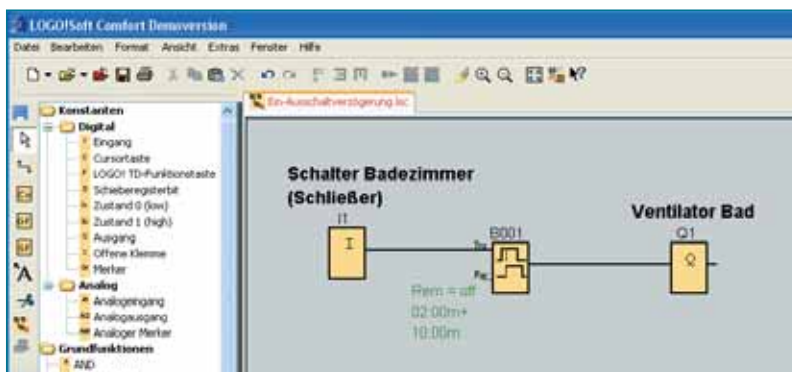 LOGO!Soft Comfort Demoversion
Datei Bearbeiten Format Ansicht Extras Fenster Hilfe
Ein-Ausschaltverzögerung.lsc
Konstanten
Digital
Eingang
Cursortaste
LOGO! TD-Funktionstaste
Schieberegisterbit
Zustand 0 (low)
Zustand 1 (high)
Ausgang
Offene Klemme
Merker
Analog
Analogeingang
Analogausgang
Analoger Merker
Grundfunktionen
AND
Schalter Badezimmer
(Schließer)
I1
I
B001
Trg
Par
Rem = off
02:00m+
10:00m
Ventilator Bad
Q1
Q